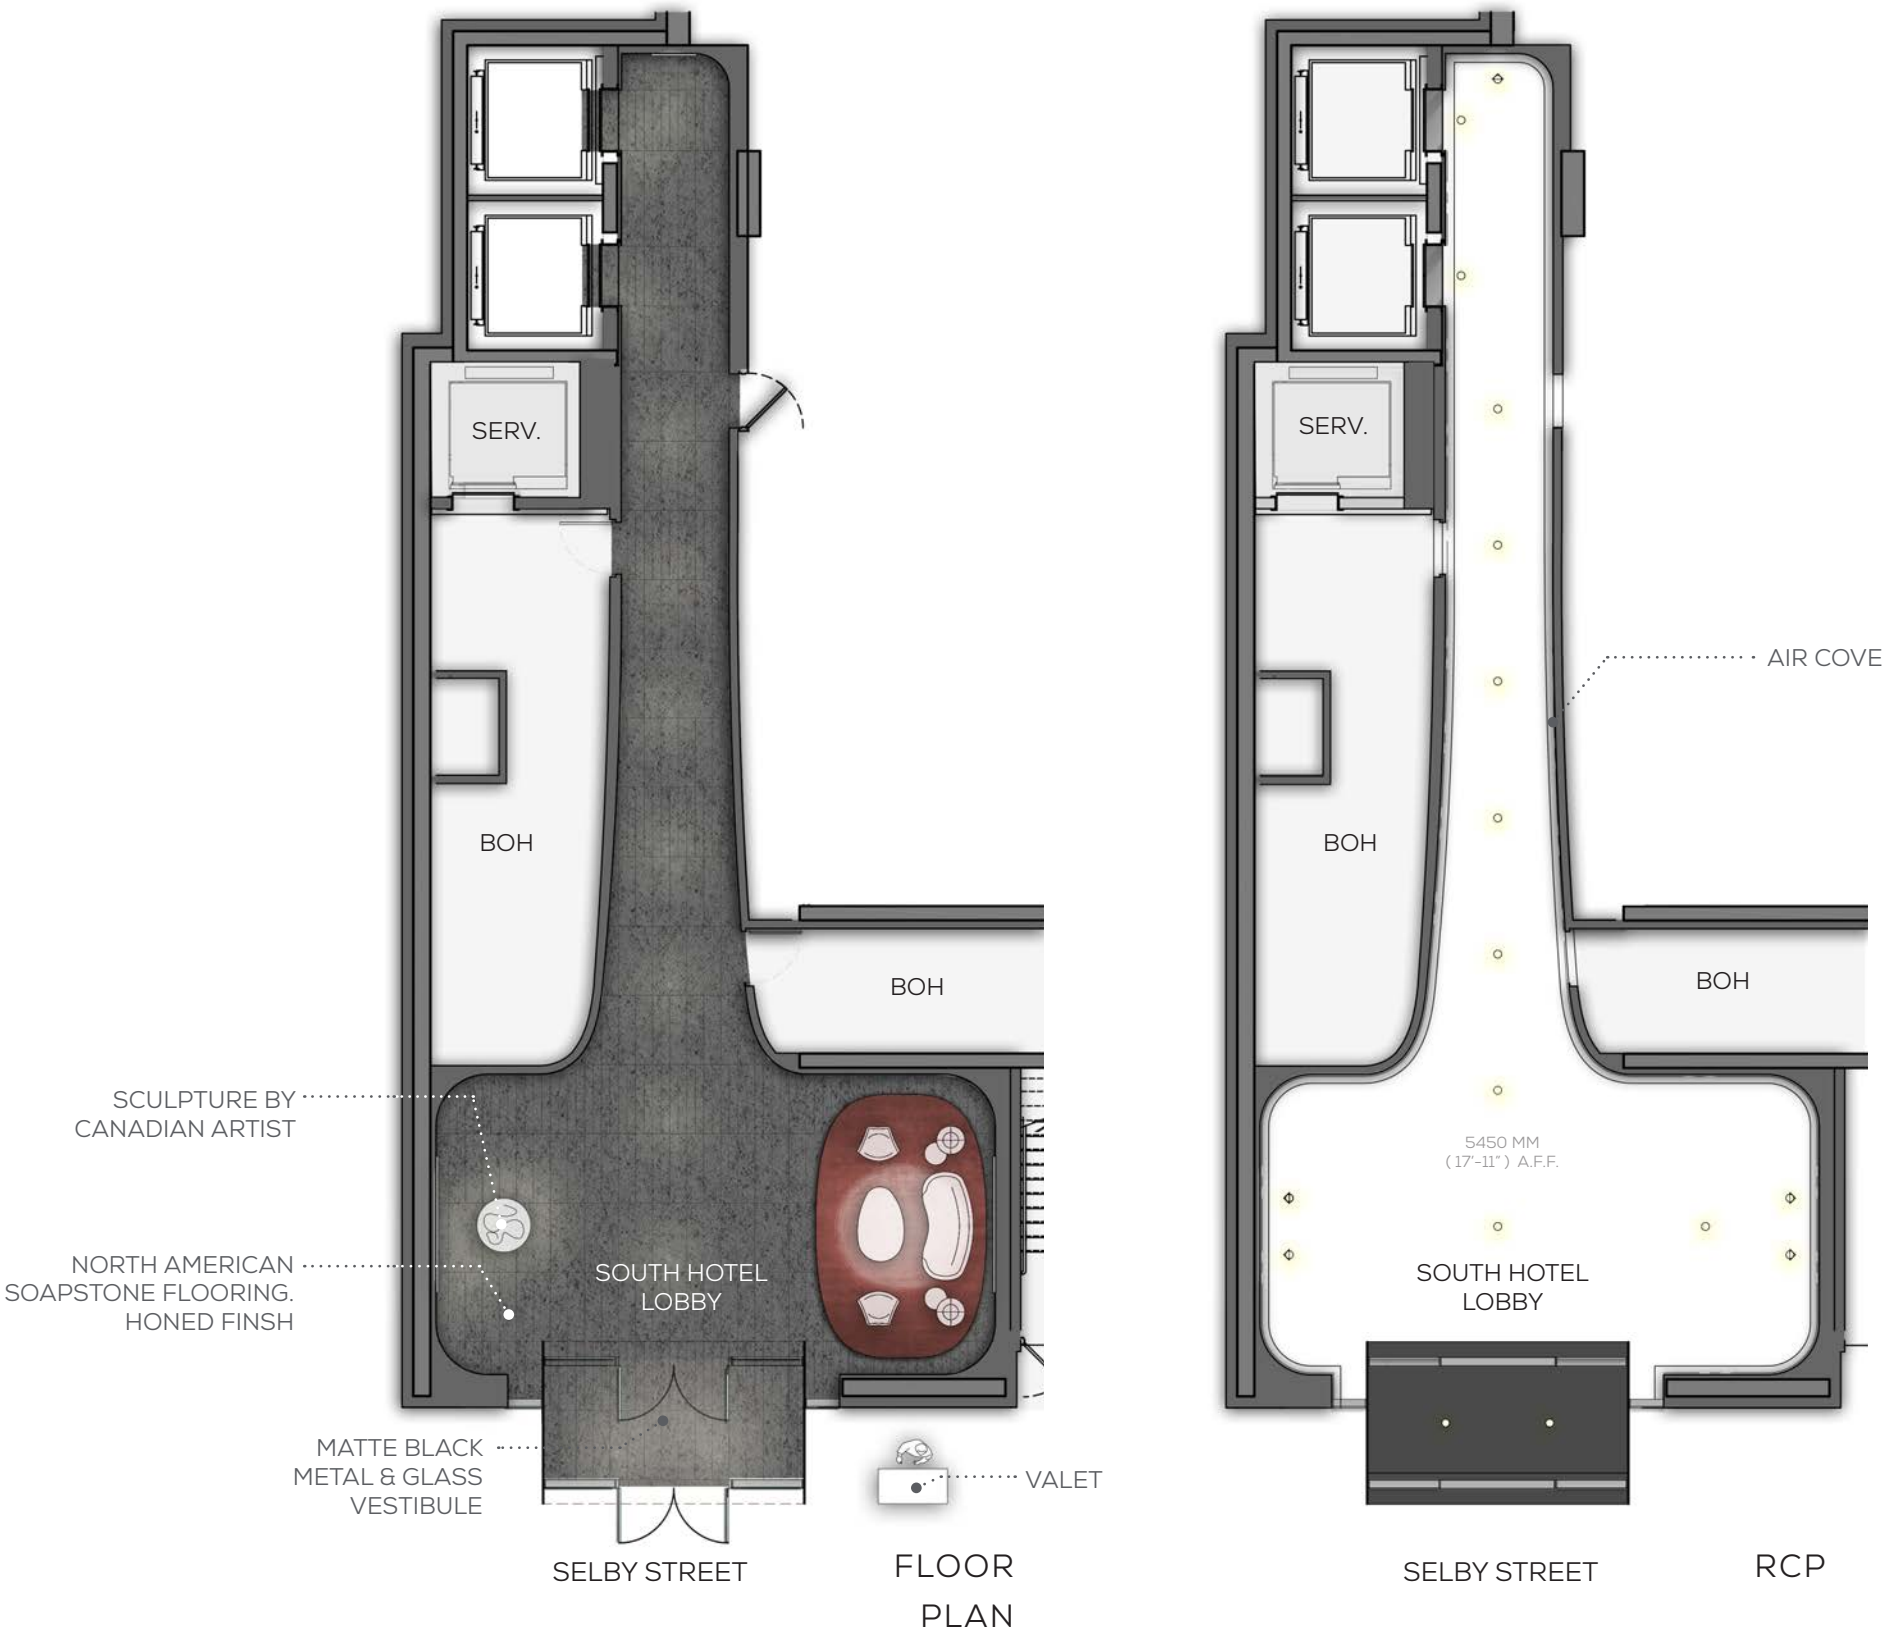 SERV.
BOH
BOH
SCULPTURE BY
CANADIAN ARTIST
NORTH AMERICAN
SOAPSTONE FLOORING.
HONED FINSH
SOUTH HOTEL
LOBBY
MATTE BLACK
METAL & GLASS
VESTIBULE
VALET
SELBY STREET
FLOOR
PLAN
SERV.
AIR COVE
BOH
BOH
5450 MM
( 17'-11" ) A.F.F.
SOUTH HOTEL
LOBBY
SELBY STREET
RCP